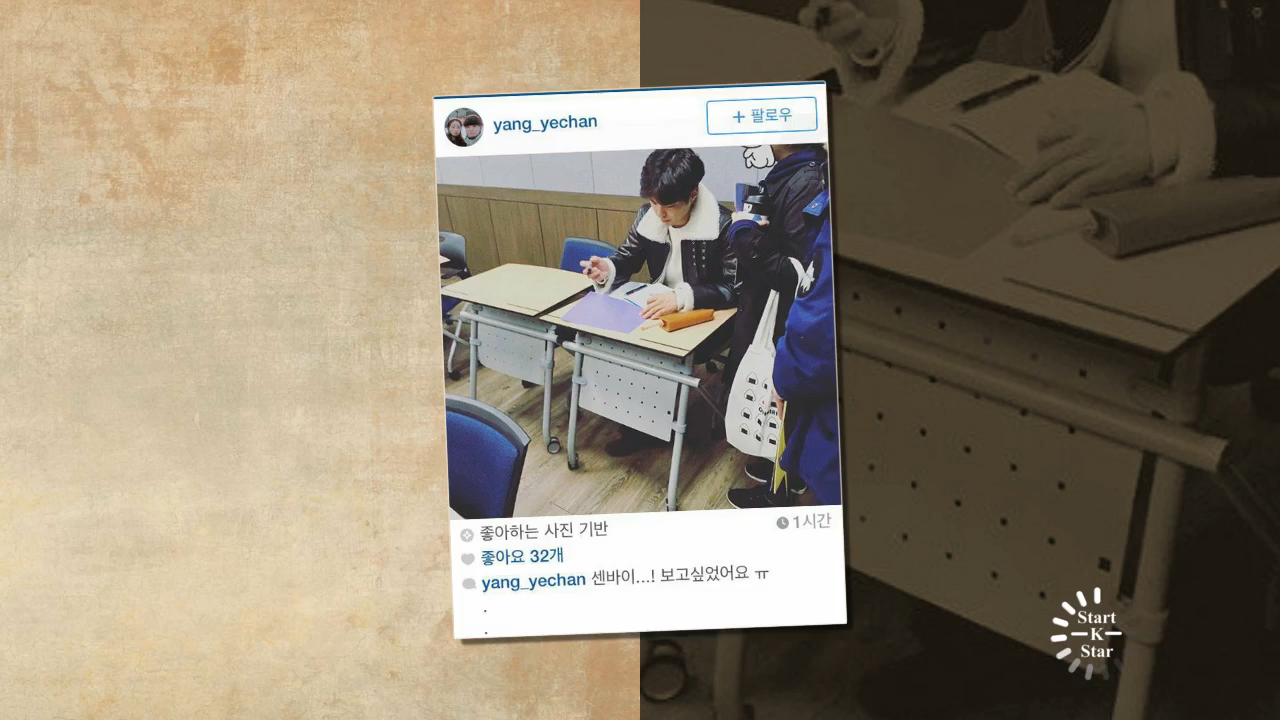 yang_yechan
+ 팔로우
좋아하는 사진 기반
1시간
좋아요 32개
yang_yechan 센바이...! 보고싶었어요 ㅠ
.
.
Start
K
Star